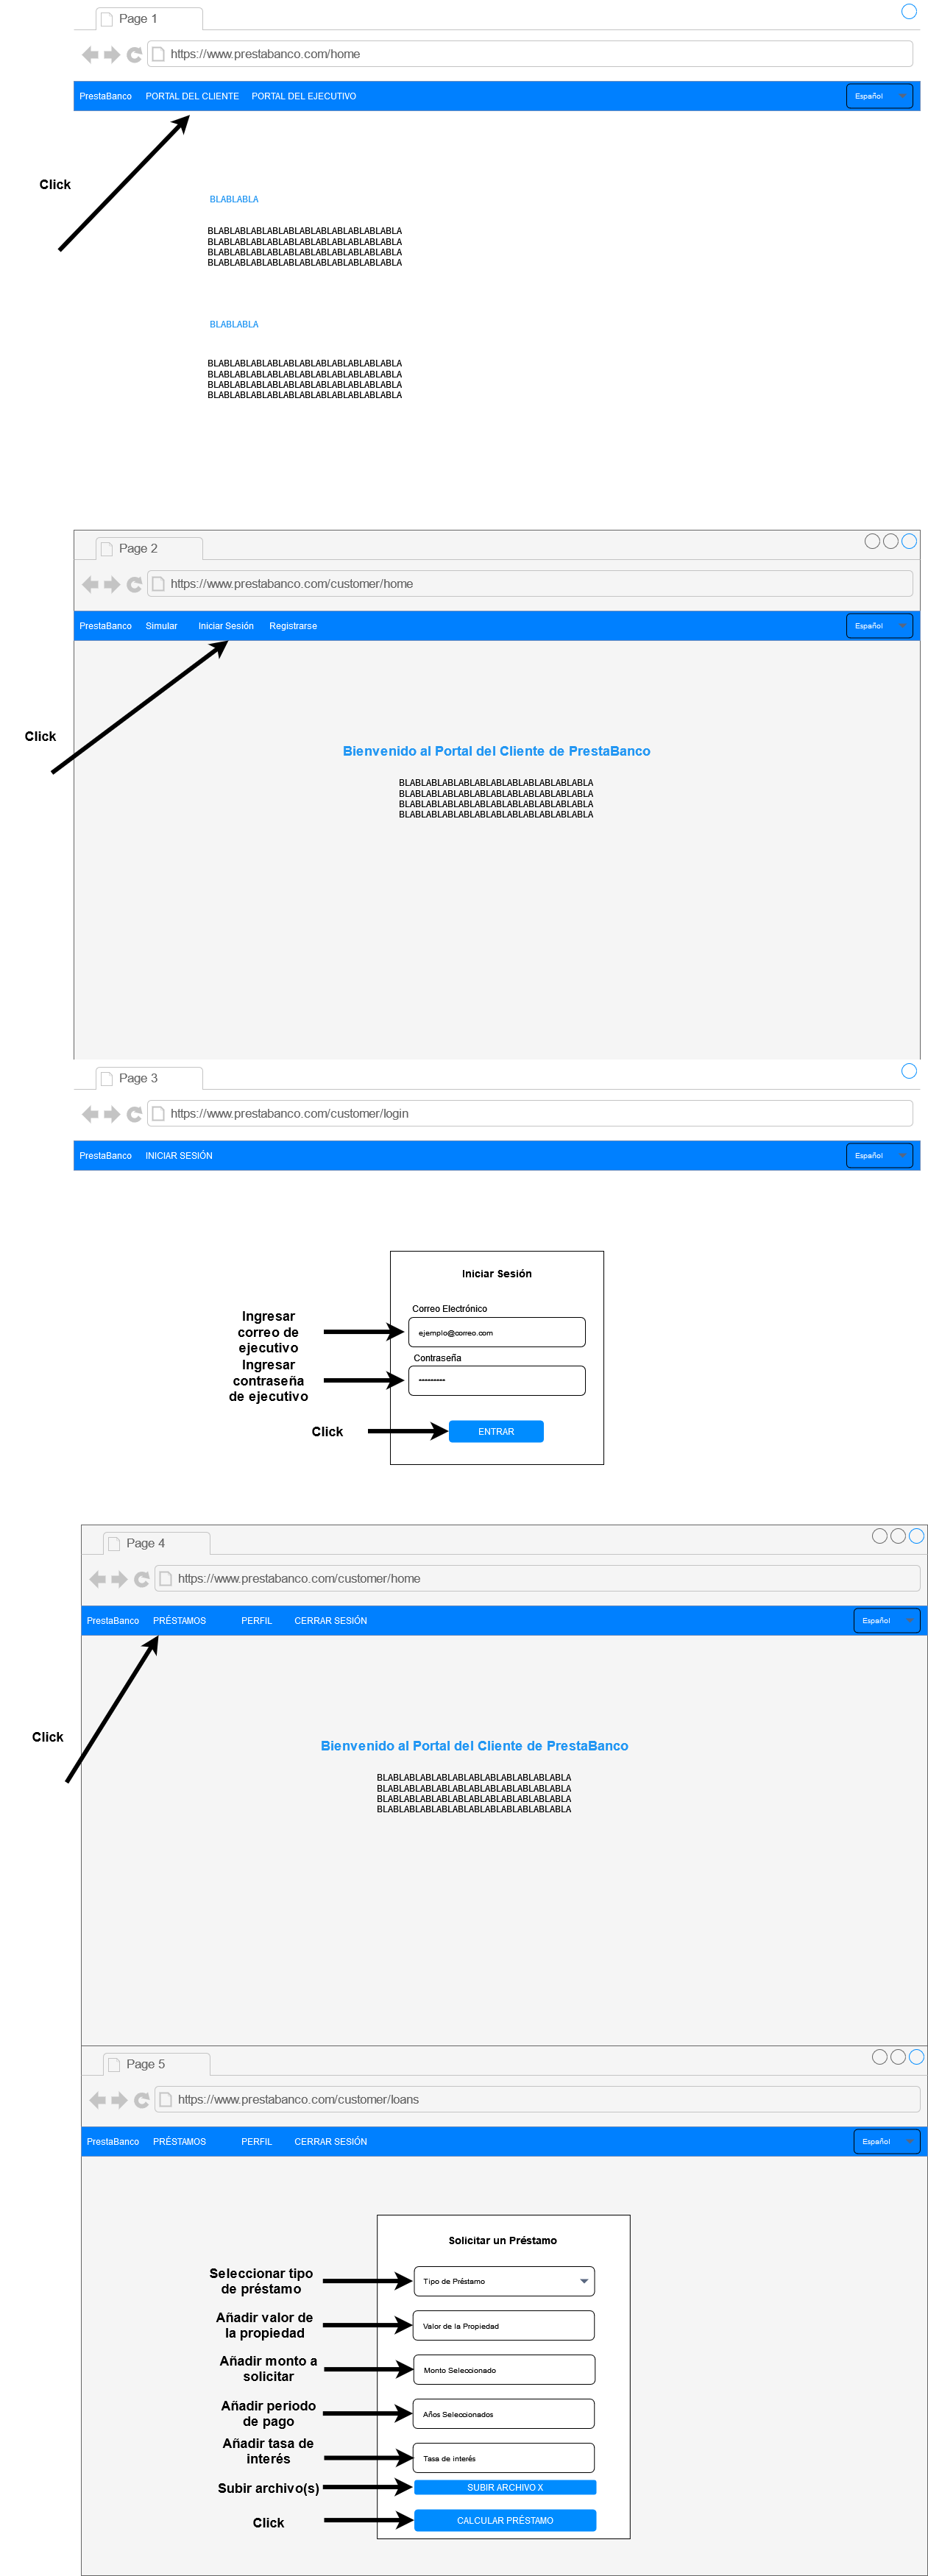 Page 1
https://www.prestabanco.com/home
PrestaBanco PORTAL DEL CLIENTE PORTAL DEL EJECUTIVO Español
Click
BLABLABLA
BLABLABLABLABLABLABLABLABLABLABLABLA
BLABLABLABLABLABLABLABLABLABLABLABLA
BLABLABLABLABLABLABLABLABLABLABLABLA
BLABLABLABLABLABLABLABLABLABLABLABLA
BLABLABLA
BLABLABLABLABLABLABLABLABLABLABLABLA
BLABLABLABLABLABLABLABLABLABLABLABLA
BLABLABLABLABLABLABLABLABLABLABLABLA
BLABLABLABLABLABLABLABLABLABLABLABLA
Page 2
https://www.prestabanco.com/customer/home
PrestaBanco Simular Iniciar Sesión Registrarse Español
Click
Bienvenido al Portal del Cliente de PrestaBanco
BLABLABLABLABLABLABLABLABLABLABLABLA
BLABLABLABLABLABLABLABLABLABLABLABLA
BLABLABLABLABLABLABLABLABLABLABLABLA
BLABLABLABLABLABLABLABLABLABLABLABLA
Page 3
https://www.prestabanco.com/customer/login
PrestaBanco INICIAR SESIÓN Español
Iniciar Sesión
Correo Electrónico
Ingresar
correo de
ejecutivo
ejemplo@correo.com
Contraseña
Ingresar
contraseña
de ejecutivo
---------
Click
ENTRAR
Page 4
https://www.prestabanco.com/customer/home
PrestaBanco PRÉSTAMOS PERFIL CERRAR SESIÓN Español
Click
Bienvenido al Portal del Cliente de PrestaBanco
BLABLABLABLABLABLABLABLABLABLABLABLA
BLABLABLABLABLABLABLABLABLABLABLABLA
BLABLABLABLABLABLABLABLABLABLABLABLA
BLABLABLABLABLABLABLABLABLABLABLABLA
Page 5
https://www.prestabanco.com/customer/loans
PrestaBanco PRÉSTAMOS PERFIL CERRAR SESIÓN Español
Solicitar un Préstamo
Seleccionar tipo
de préstamo
Tipo de Préstamo
Añadir valor de
la propiedad
Valor de la Propiedad
Añadir monto a
solicitar
Monto Seleccionado
Añadir periodo
de pago
Años Seleccionados
Añadir tasa de
interés
Tasa de interés
Subir archivo(s)
SUBIR ARCHIVO X
Click
CALCULAR PRÉSTAMO